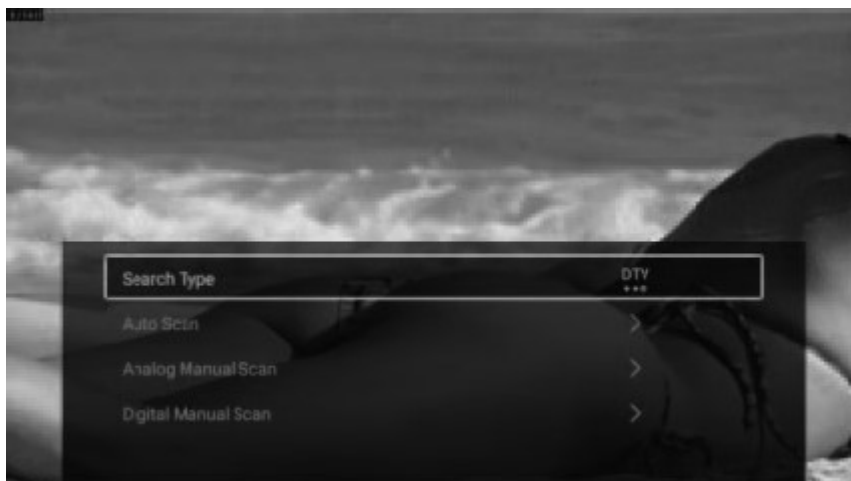 Search Type DTV
Auto Scan
Analog Manual Scan
Digital Manual Scan